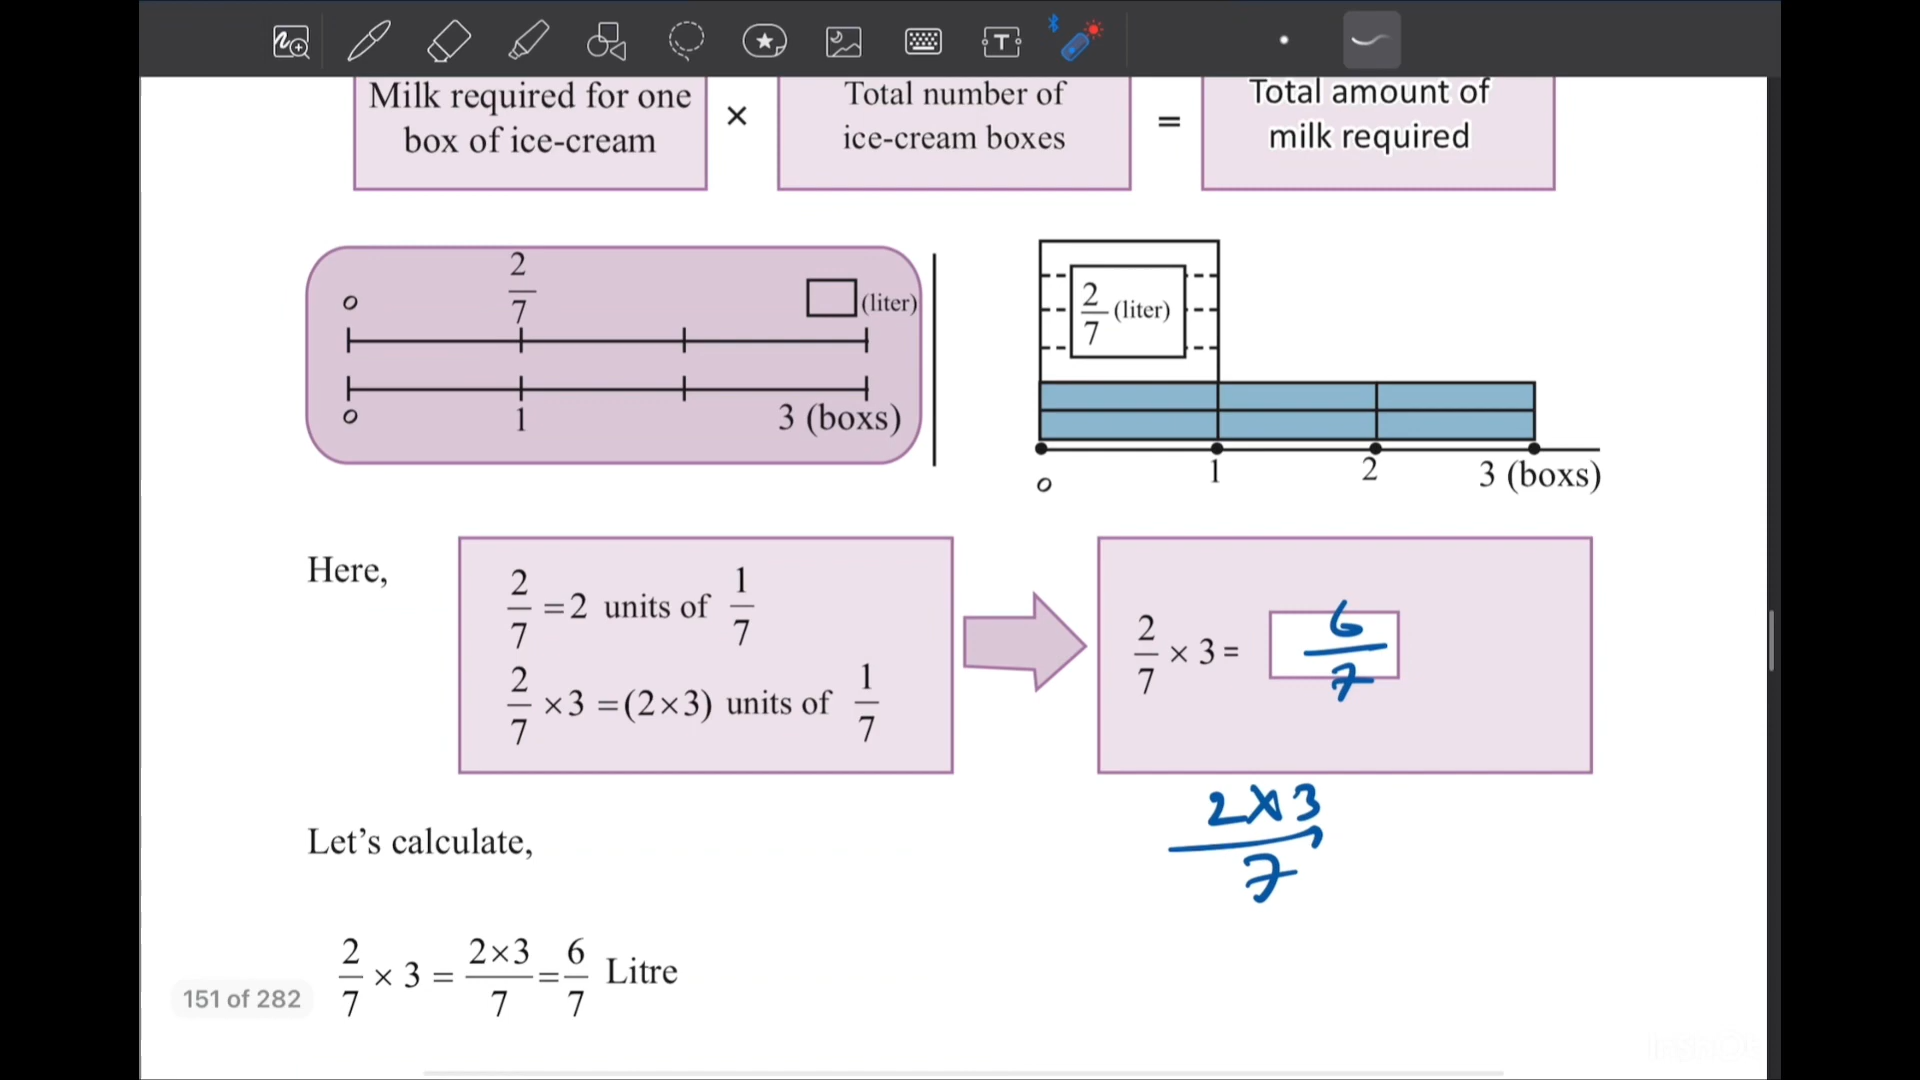 Milk required for one
box of ice-cream
×
Total number of
ice-cream boxes
=
Total amount of
milk required
0 2/7 (liter)
0 1 3 (boxs)
2/7 (liter)
0 1 2 3 (boxs)
Here,
2/7 = 2 units of 1/7
2/7 × 3 = (2×3) units of 1/7
2/7 × 3 = 6/7
2×3/7
Let's calculate,
2/7 × 3 = 2×3/7 = 6/7 Litre
151 of 282